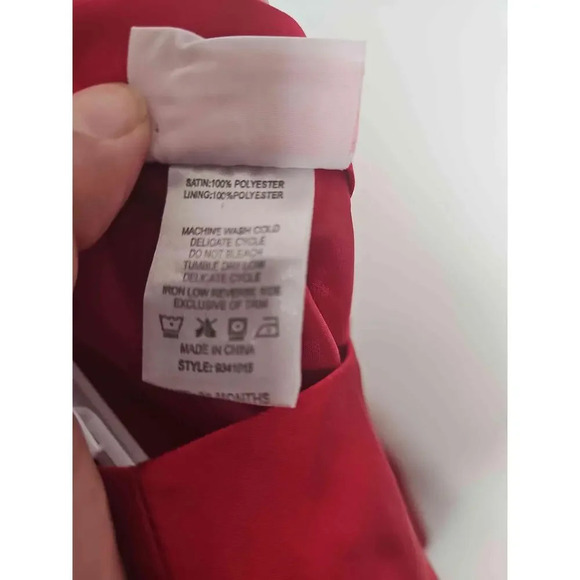 SATIN:100% POLYESTER
LINING:100%POLYESTER
MACHINE WASH COLD
DELICATE CYCLE
DO NOT BLEACH
TUMBLE DRY LOW
DELICATE CYCLE
IRON LOW REVERSE SIDE
EXCLUSIVE OF TRIM
MADE IN CHINA
STYLE: 9341015
MONTHS